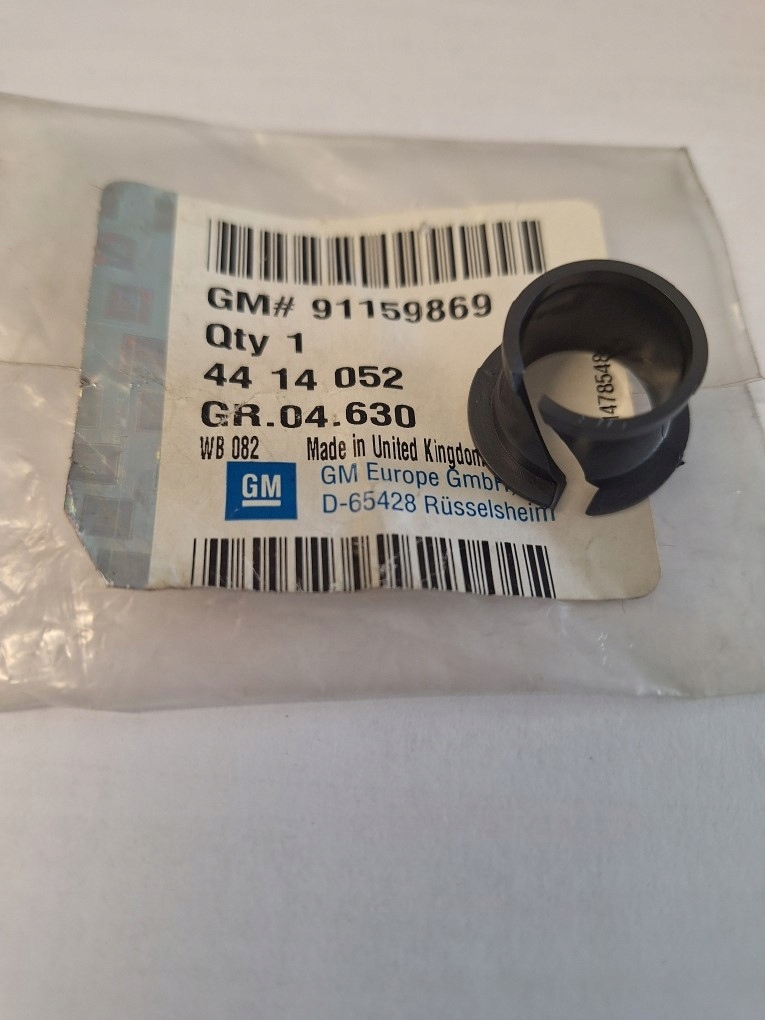 GM# 91159869
Qty 1
44 14 052
GR.04.630
WB 082 Made in United Kingdom
GM
GM Europe GmbH,
D-65428 Rüsselsheim
478548